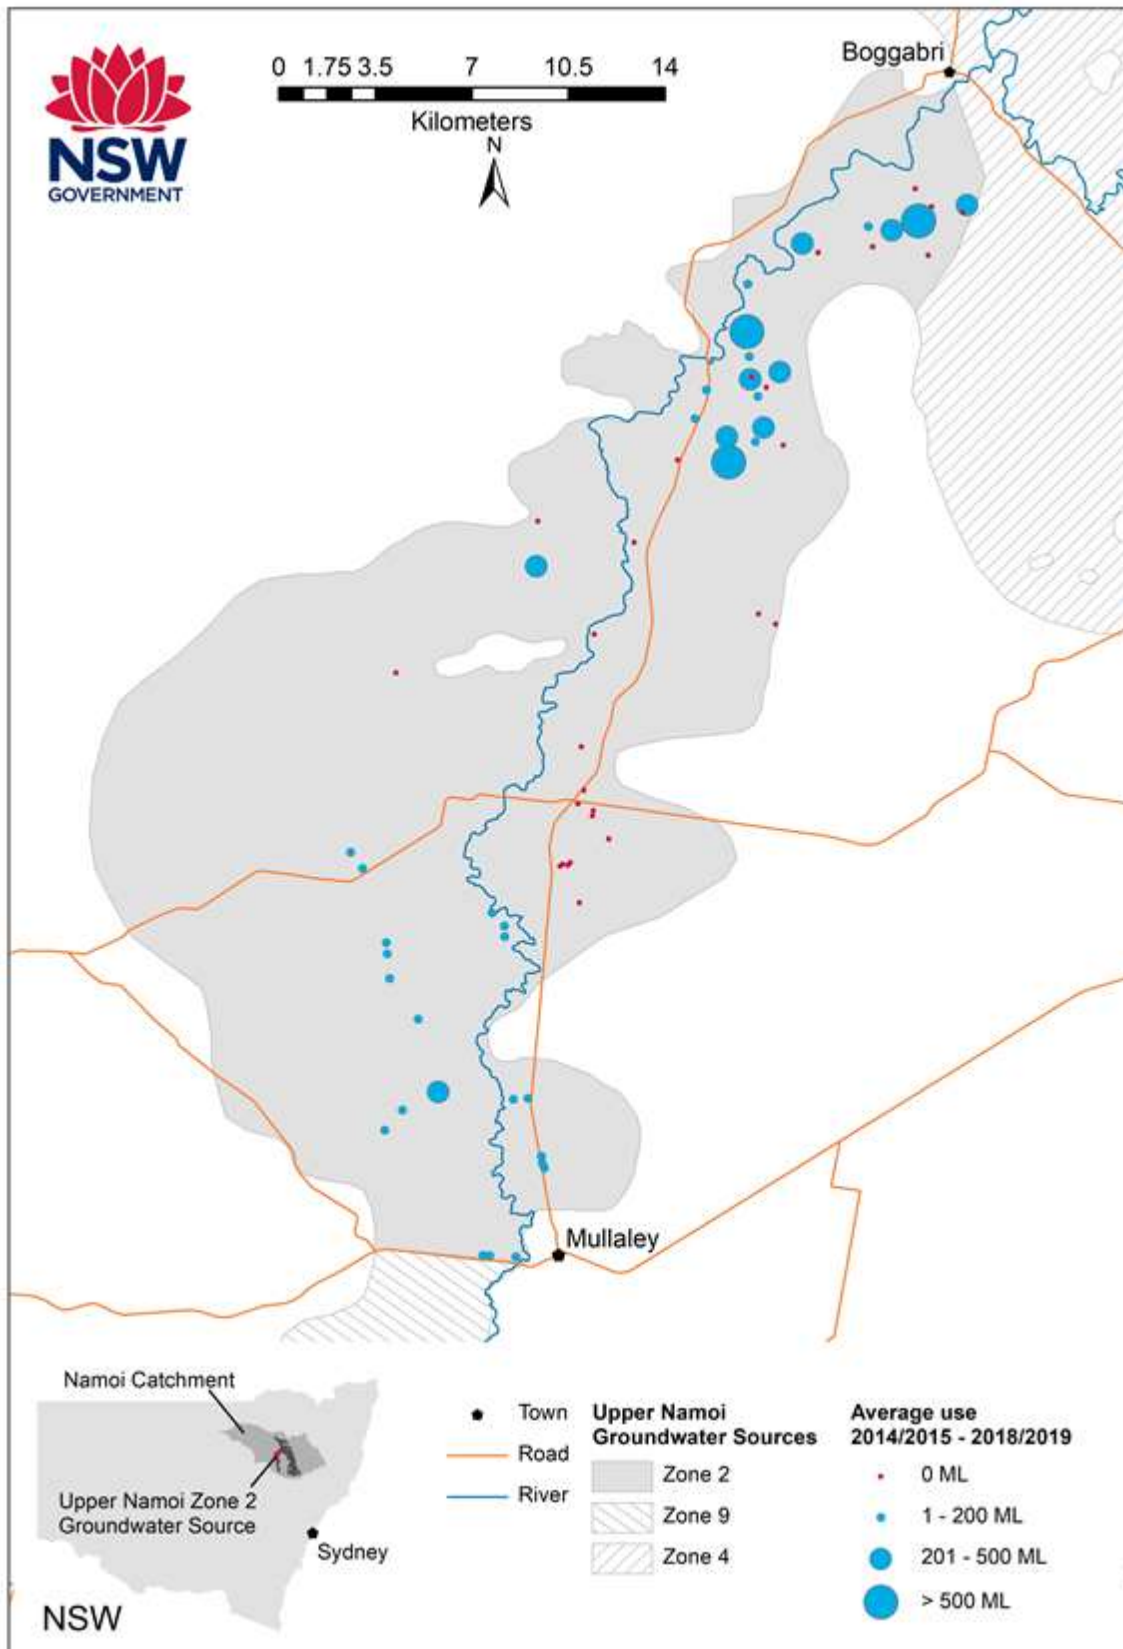 Boggabri
0 1.75 3.5 7 10.5 14
Kilometers
N
NSW
GOVERNMENT
Mullaley
Namoi Catchment
Upper Namoi Zone 2
Groundwater Source
Sydney
NSW
Town
Road
River
Upper Namoi
Groundwater Sources
Zone 2
Zone 9
Zone 4
Average use
2014/2015 - 2018/2019
0 ML
1 - 200 ML
201 - 500 ML
> 500 ML